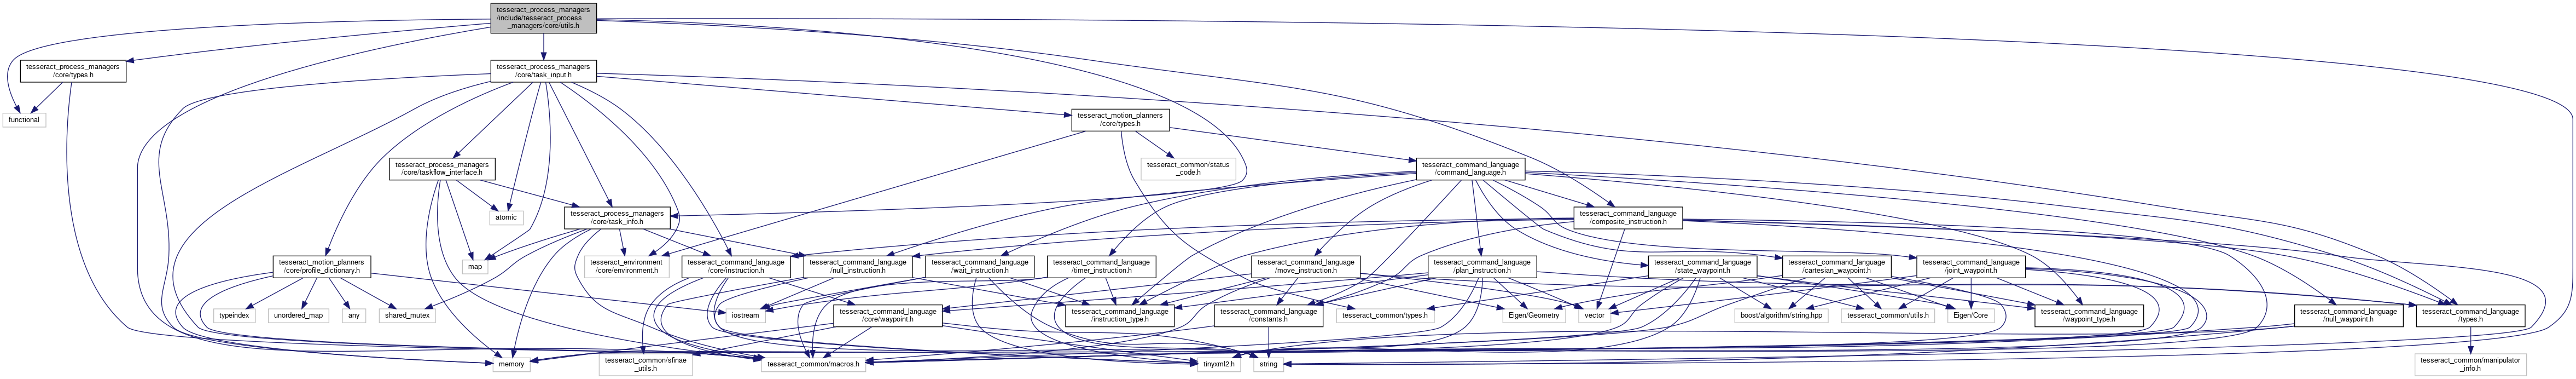 tesseract_process_managers
/include/tesseract_process
_managers/core/utils.h
tesseract_process_managers
/core/types.h
tesseract_process_managers
/core/task_input.h
functional
tesseract_motion_planners
/core/types.h
tesseract_process_managers
/core/taskflow_interface.h
tesseract_common/status
_code.h
tesseract_command_language
/command_language.h
atomic
tesseract_process_managers
/core/task_info.h
tesseract_command_language
/composite_instruction.h
tesseract_motion_planners
/core/profile_dictionary.h
map
tesseract_environment
/core/environment.h
tesseract_command_language
/core/instruction.h
tesseract_command_language
/null_instruction.h
tesseract_command_language
/wait_instruction.h
tesseract_command_language
/timer_instruction.h
tesseract_command_language
/move_instruction.h
tesseract_command_language
/plan_instruction.h
tesseract_command_language
/state_waypoint.h
tesseract_command_language
/cartesian_waypoint.h
tesseract_command_language
/joint_waypoint.h
typeindex
unordered_map
any
shared_mutex
iostream
tesseract_command_language
/core/waypoint.h
tesseract_command_language
/instruction_type.h
tesseract_command_language
/constants.h
tesseract_common/types.h
Eigen/Geometry
vector
boost/algorithm/string.hpp
tesseract_common/utils.h
Eigen/Core
tesseract_command_language
/waypoint_type.h
tesseract_command_language
/null_waypoint.h
tesseract_command_language
/types.h
memory
tesseract_common/sfinae
_utils.h
tesseract_common/macros.h
tinyxml2.h
string
tesseract_common/manipulator
_info.h